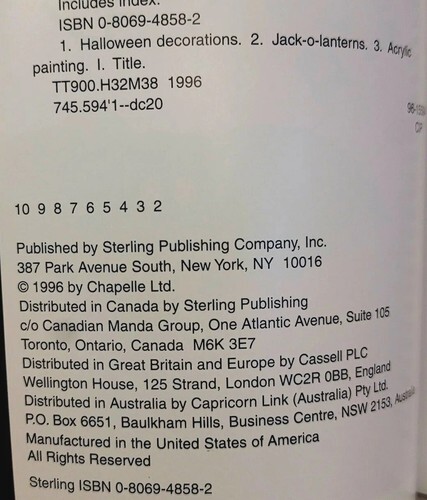 Includes index.
ISBN 0-8069-4858-2
1. Halloween decorations. 2. Jack-o-lanterns. 3. Acrylic
painting. I. Title.
TT900.H32M38 1996
745.594'1--dc20
CIP
10 9 8 7 6 5 4 3 2
Published by Sterling Publishing Company, Inc.
387 Park Avenue South, New York, NY 10016
© 1996 by Chapelle Ltd.
Distributed in Canada by Sterling Publishing
c/o Canadian Manda Group, One Atlantic Avenue, Suite 105
Toronto, Ontario, Canada M6K 3E7
Distributed in Great Britain and Europe by Cassell PLC
Wellington House, 125 Strand, London WC2R 0BB, England
Distributed in Australia by Capricorn Link (Australia) Pty Ltd.
P.O. Box 6651, Baulkham Hills, Business Centre, NSW 2153, Australia
Manufactured in the United States of America
All Rights Reserved
Sterling ISBN 0-8069-4858-2